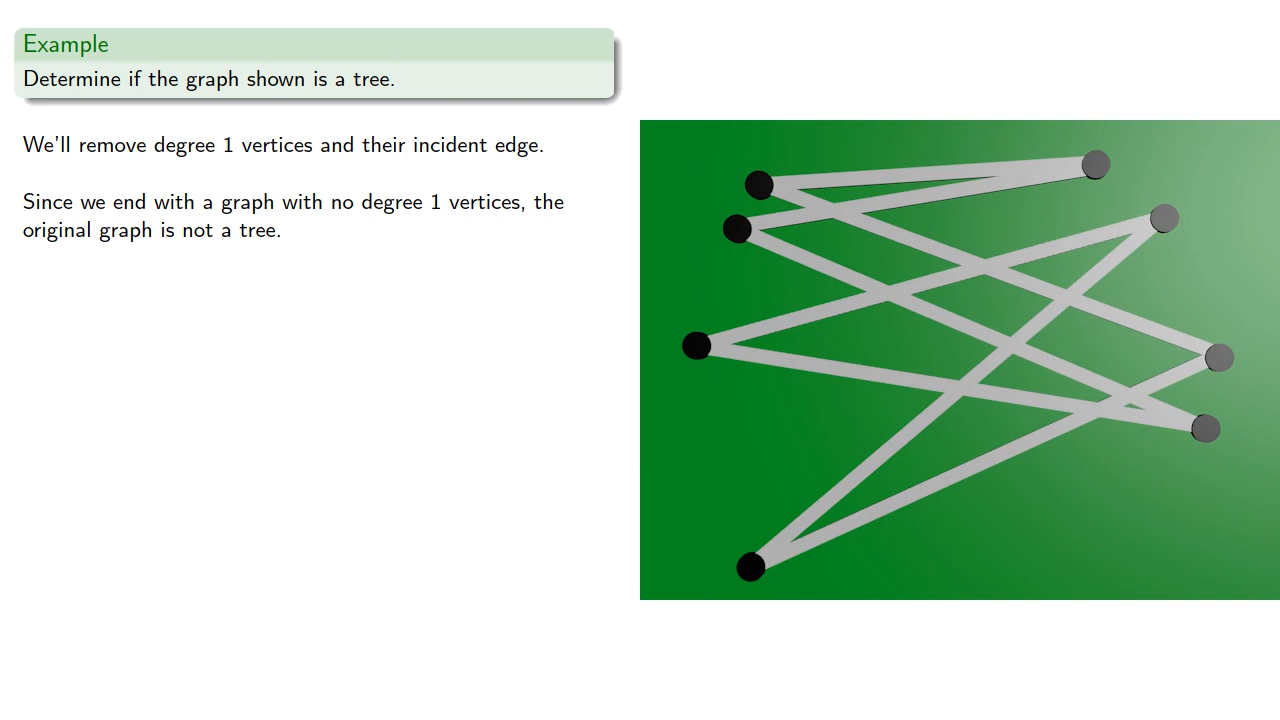 Example
Determine if the graph shown is a tree.
We'll remove degree 1 vertices and their incident edge.
Since we end with a graph with no degree 1 vertices, the
original graph is not a tree.